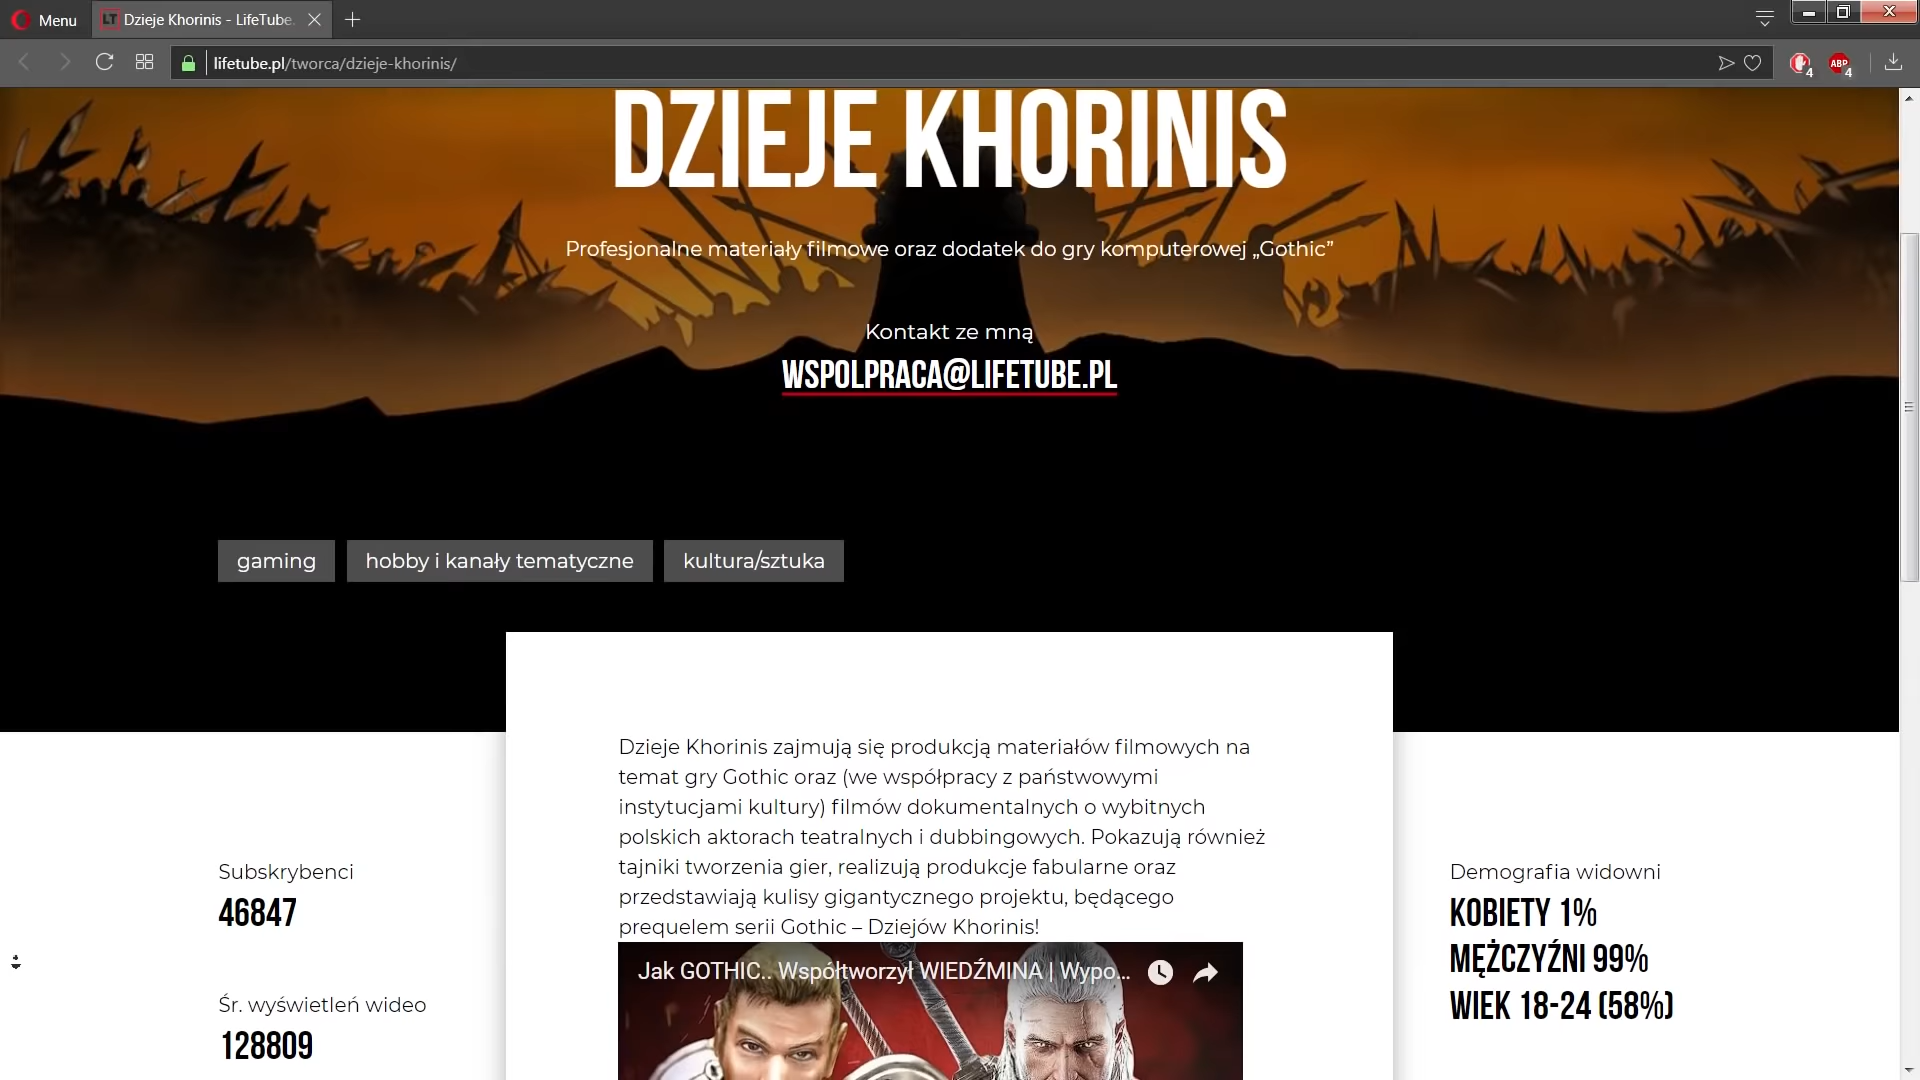 Menu
LT Dzieje Khorinis - LifeTube.
lifetube.pl/tworca/dzieje-khorinis/
4
ABP 4
DZIEJE KHORINIS
Profesjonalne materiały filmowe oraz dodatek do gry komputerowej „Gothic”
Kontakt ze mną
WSPOLPRACA@LIFETUBE.PL
gaming
hobby i kanały tematyczne
kultura/sztuka
Dzieje Khorinis zajmują się produkcją materiałów filmowych na
temat gry Gothic oraz (we współpracy z państwowymi
instytucjami kultury) filmów dokumentalnych o wybitnych
polskich aktorach teatralnych i dubbingowych. Pokazują również
tajniki tworzenia gier, realizują produkcje fabularne oraz
przedstawiają kulisy gigantycznego projektu, będącego
prequelem serii Gothic – Dziejów Khorinis!
Jak GOTHIC.. Współtworzył WIEDŹMINA | Wypo...
Subskrybenci
46847
Śr. wyświetleń wideo
128809
Demografia widowni
KOBIETY 1%
MĘŻCZYŹNI 99%
WIEK 18-24 (58%)